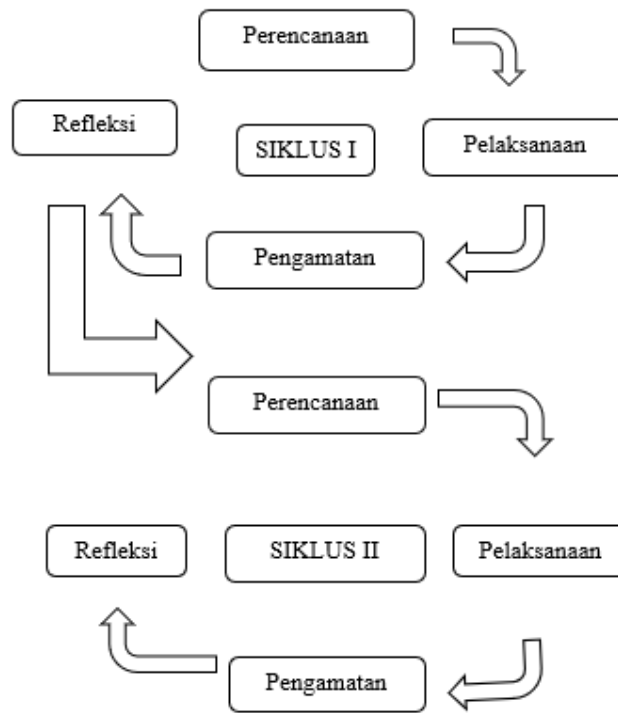 Perencanaan
Refleksi
SIKLUS I
Pelaksanaan
Pengamatan
Perencanaan
Refleksi
SIKLUS II
Pelaksanaan
Pengamatan